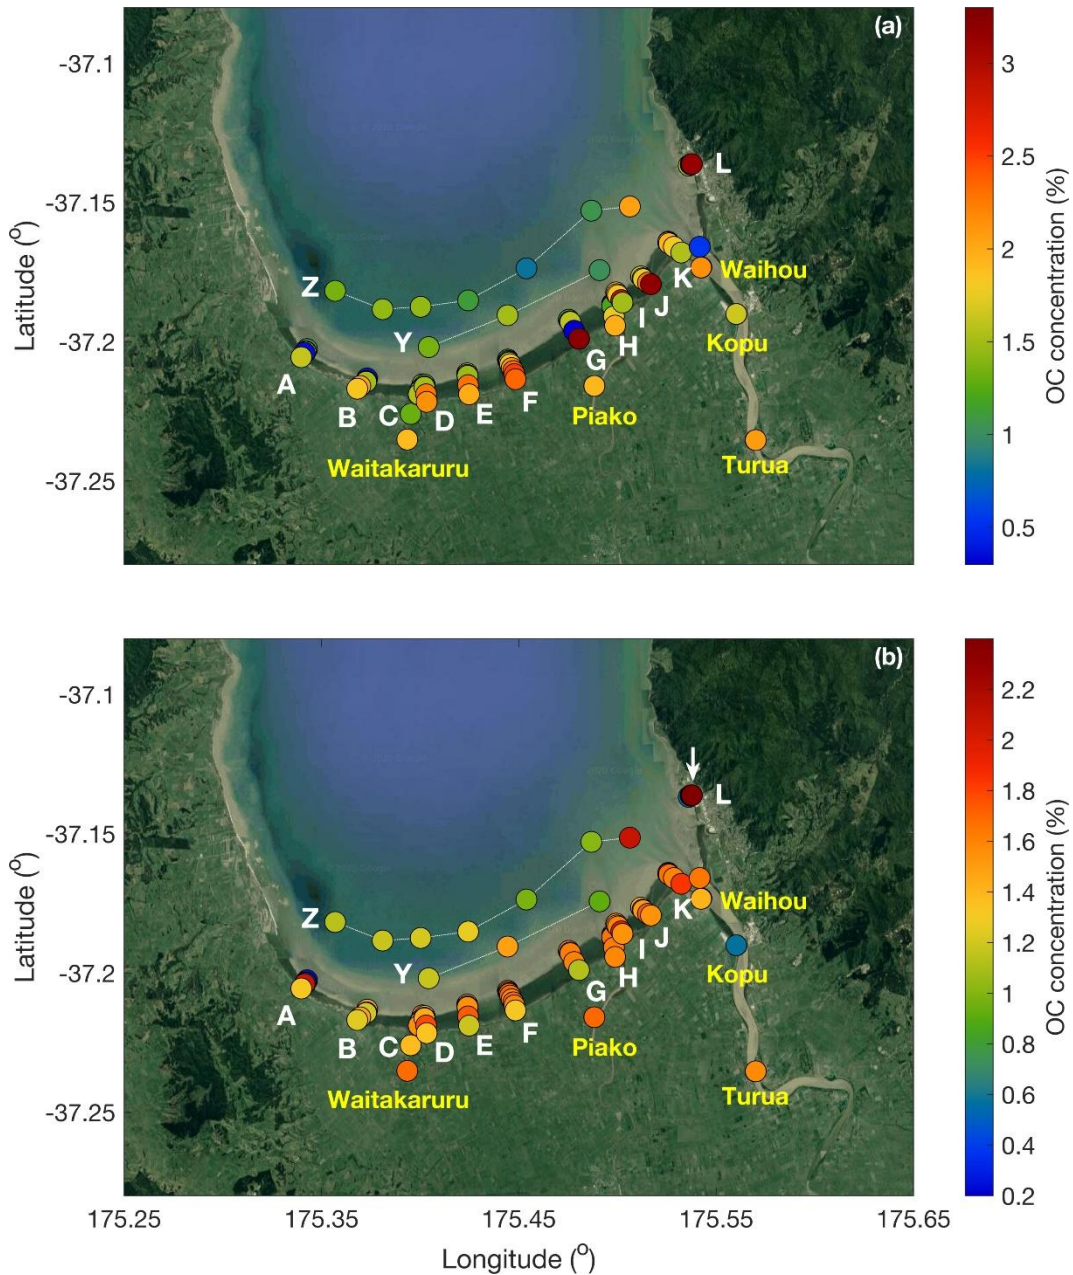 (a)
-37.1
-37.15
-37.2
-37.25
Latitude (o)
Z
Y
A
B
C
D
E
F
G
H
I
J
K
L
Waihou
Kopu
Piako
Waitakaruru
Turua
3
2.5
2
1.5
1
0.5
OC concentration (%)
(b)
-37.1
-37.15
-37.2
-37.25
Latitude (o)
Z
Y
A
B
C
D
E
F
G
H
I
J
K
L
Waihou
Kopu
Piako
Waitakaruru
Turua
2.2
2
1.8
1.6
1.4
1.2
1
0.8
0.6
0.4
0.2
OC concentration (%)
175.25 175.35 175.45 175.55 175.65
Longitude (o)